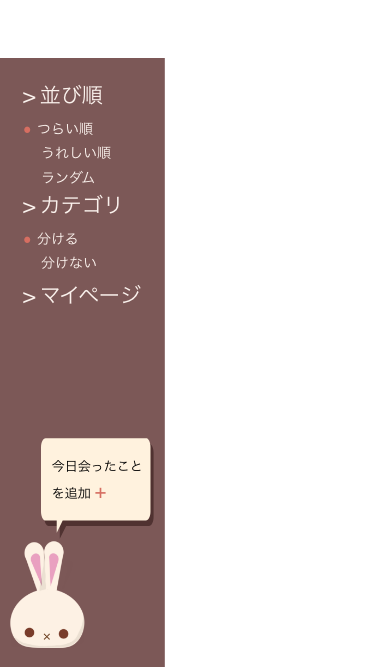 > 並び順
● つらい順
うれしい順
ランダム
> カテゴリ
● 分ける
分けない
> マイページ
今日会ったこと
を追加 +